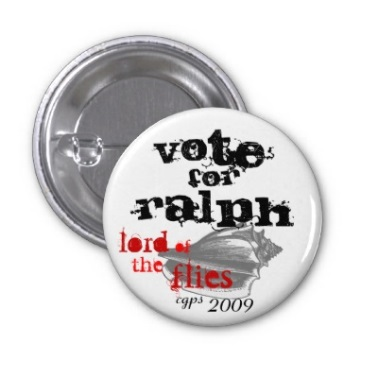 vote
for
ralph
lord of
the flies
cgps 2009